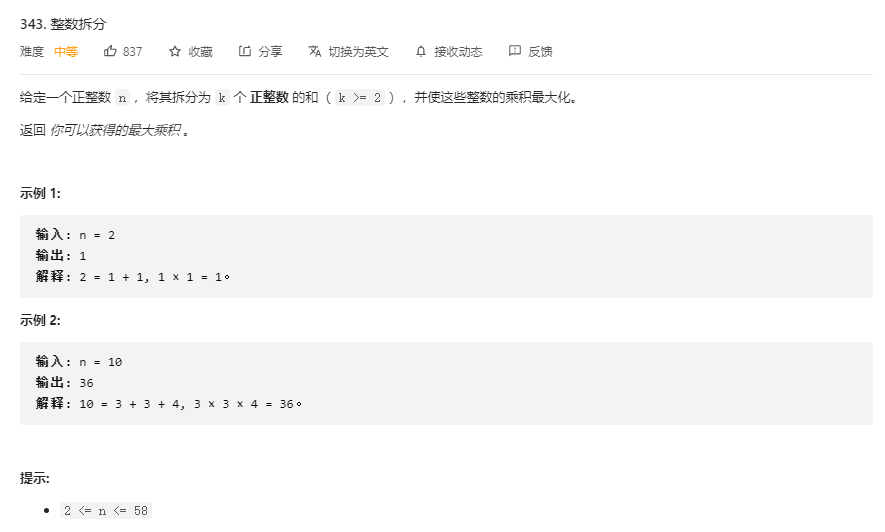 343. 整数拆分
难度 中等 837 收藏 分享 切换为英文 接收动态 反馈
给定一个正整数 n ，将其拆分为 k 个 正整数 的和（ k >= 2 ），并使这些整数的乘积最大化。
返回 你可以获得的最大乘积 。
示例 1:
输入: n = 2
输出: 1
解释: 2 = 1 + 1, 1 × 1 = 1。
示例 2:
输入: n = 10
输出: 36
解释: 10 = 3 + 3 + 4, 3 × 3 × 4 = 36。
提示:
• 2 <= n <= 58